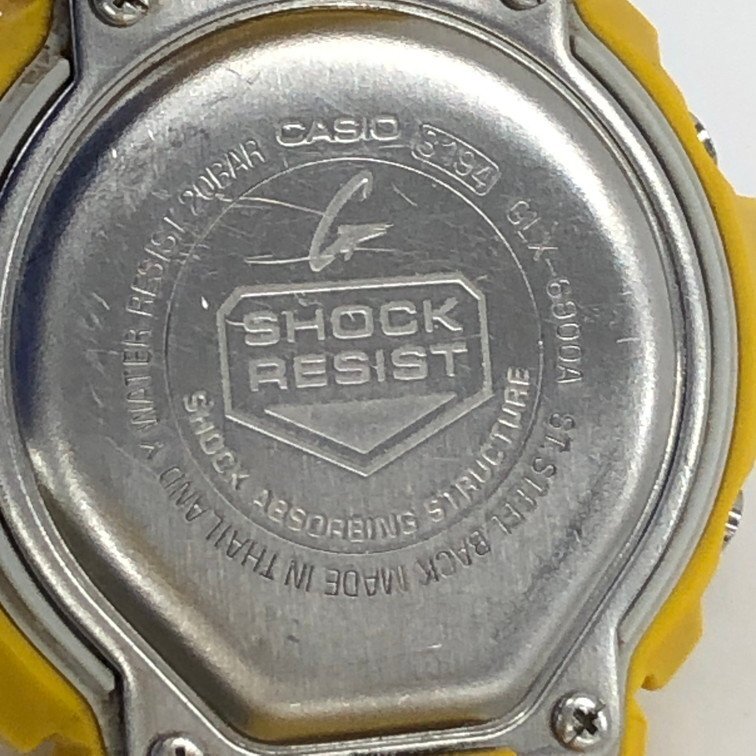 CASIO 3194 GLX-6900A ST.STEEL BACK MADE IN THAILAND Y WATER RESIST 20BAR
G
SHOCK
RESIST
SHOCK ABSORBING STRUCTURE